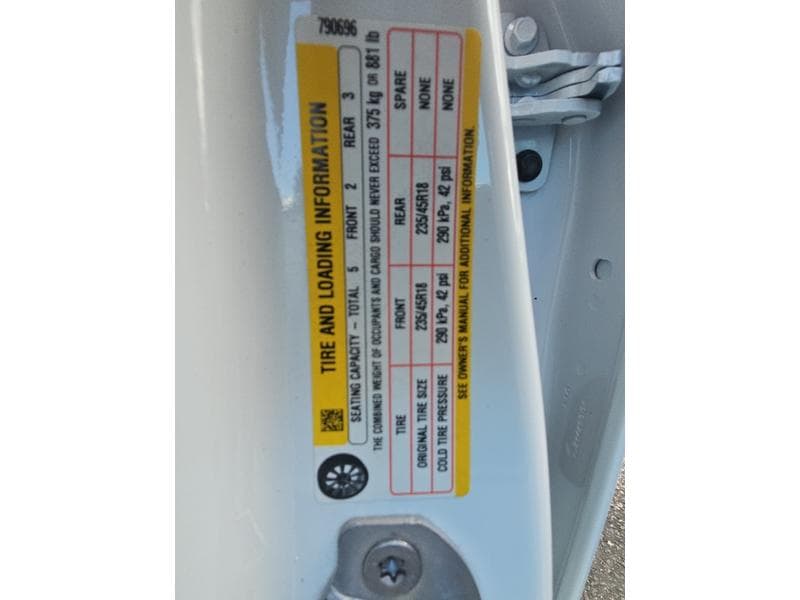 790696
TIRE AND LOADING INFORMATION
SEATING CAPACITY - TOTAL 5 FRONT 2 REAR 3
THE COMBINED WEIGHT OF OCCUPANTS AND CARGO SHOULD NEVER EXCEED 375 kg OR 881 lb
TIRE FRONT REAR SPARE
ORIGINAL TIRE SIZE 235/45R18 235/45R18 NONE
COLD TIRE PRESSURE 290 kPa, 42 psi 290 kPa, 42 psi NONE
SEE OWNER'S MANUAL FOR ADDITIONAL INFORMATION.